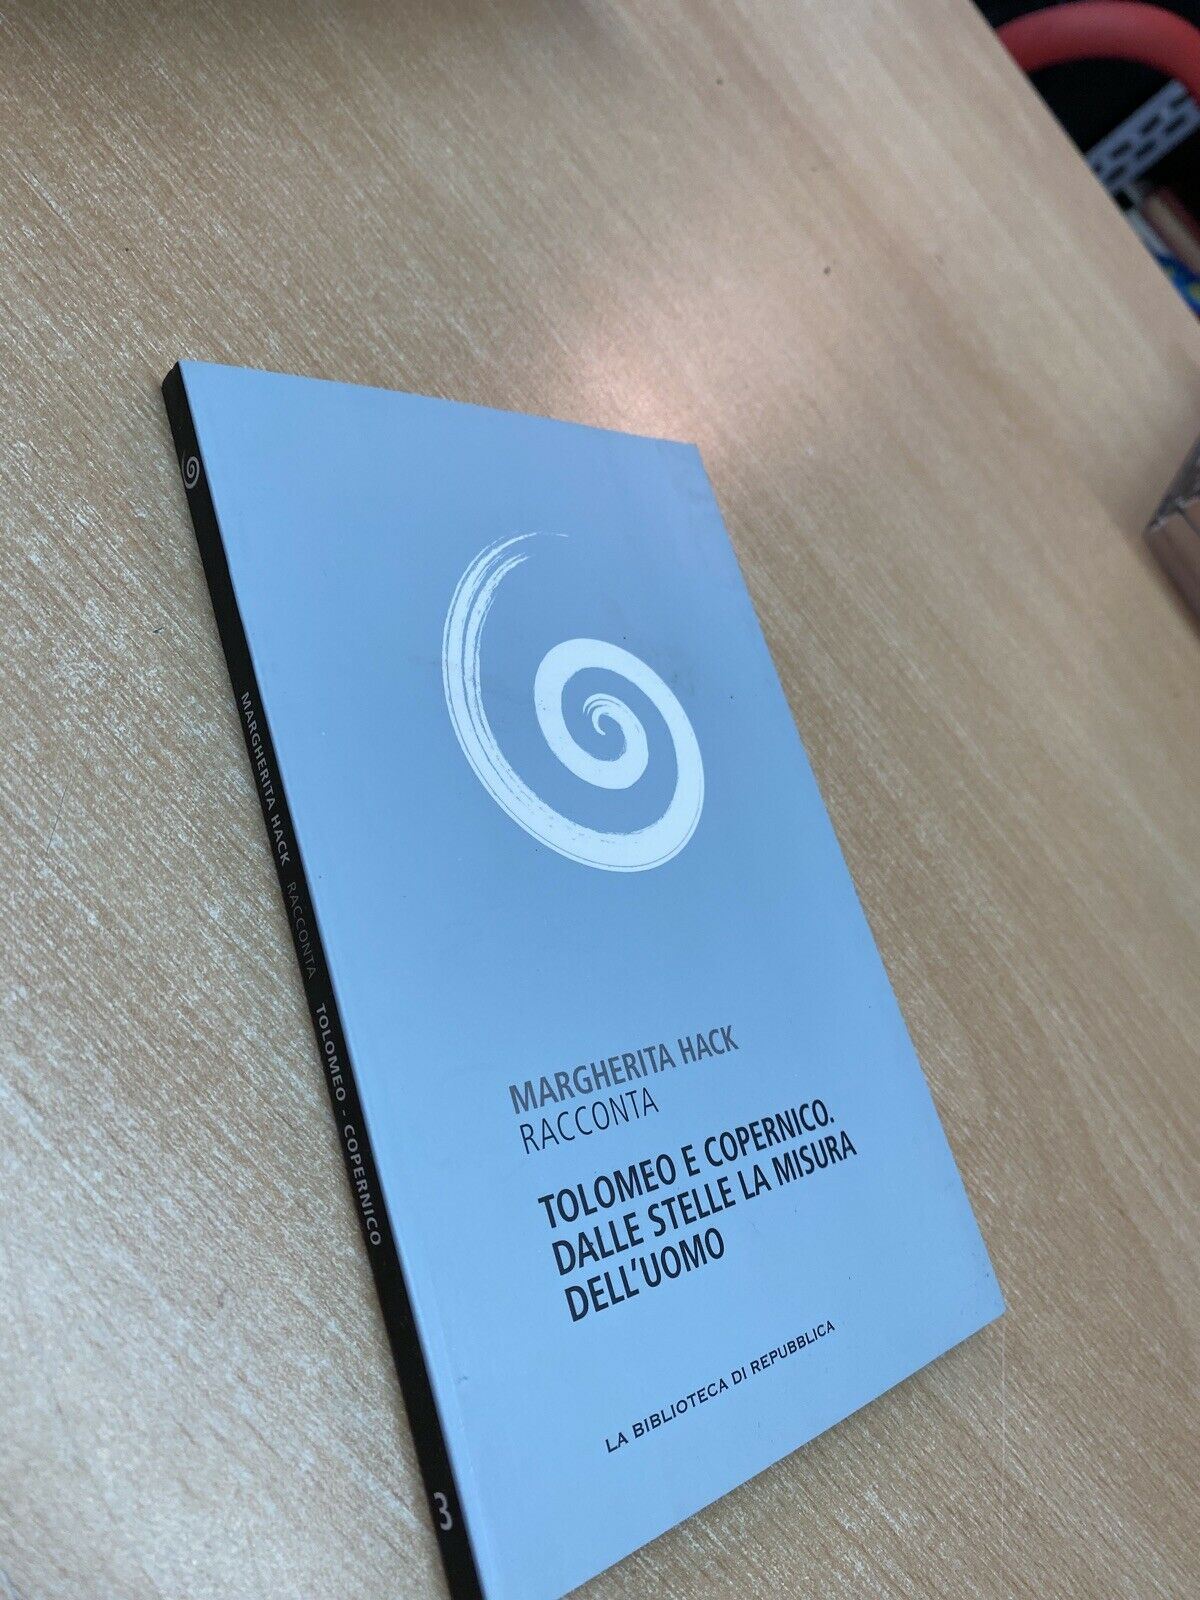 MARGHERITA HACK
RACCONTA
TOLOMEO E COPERNICO.
DALLE STELLE LA MISURA
DELL'UOMO
LA BIBLIOTECA DI REPUBBLICA
MARGHERITA HACK RACCONTA TOLOMEO - COPERNICO
3